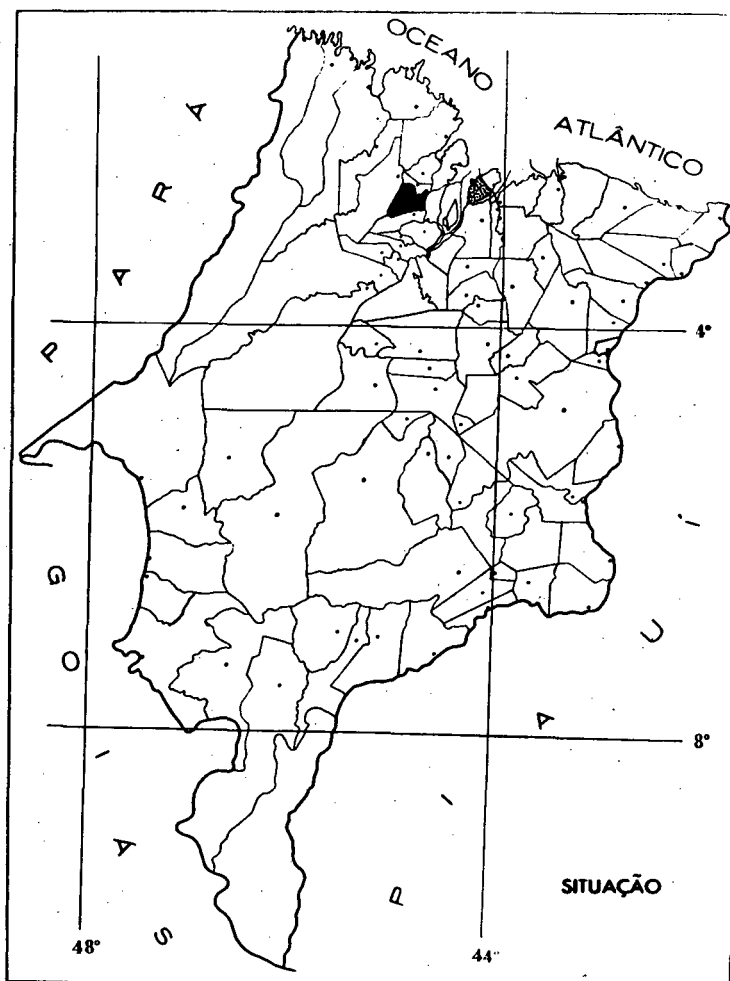 OCEANO
ATLÂNTICO
PARÁ
4°
GOIÁS
PIAUÍ
8°
SITUAÇÃO
48°
44°